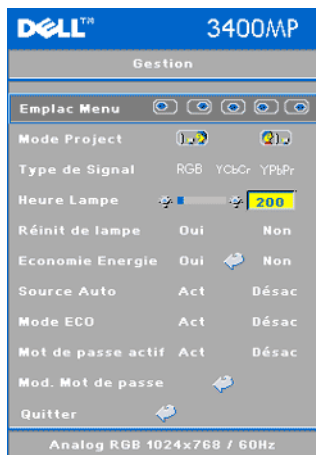 DELL™ 3400MP
Gestion
Emplac Menu
Mode Project
Type de Signal RGB YCbCr YPbPr
Heure Lampe 200
Réinit de lampe Oui Non
Economie Energie Oui Non
Source Auto Act Désac
Mode ECO Act Désac
Mot de passe actif Act Désac
Mod. Mot de passe
Quitter
Analog RGB 1024x768 / 60Hz